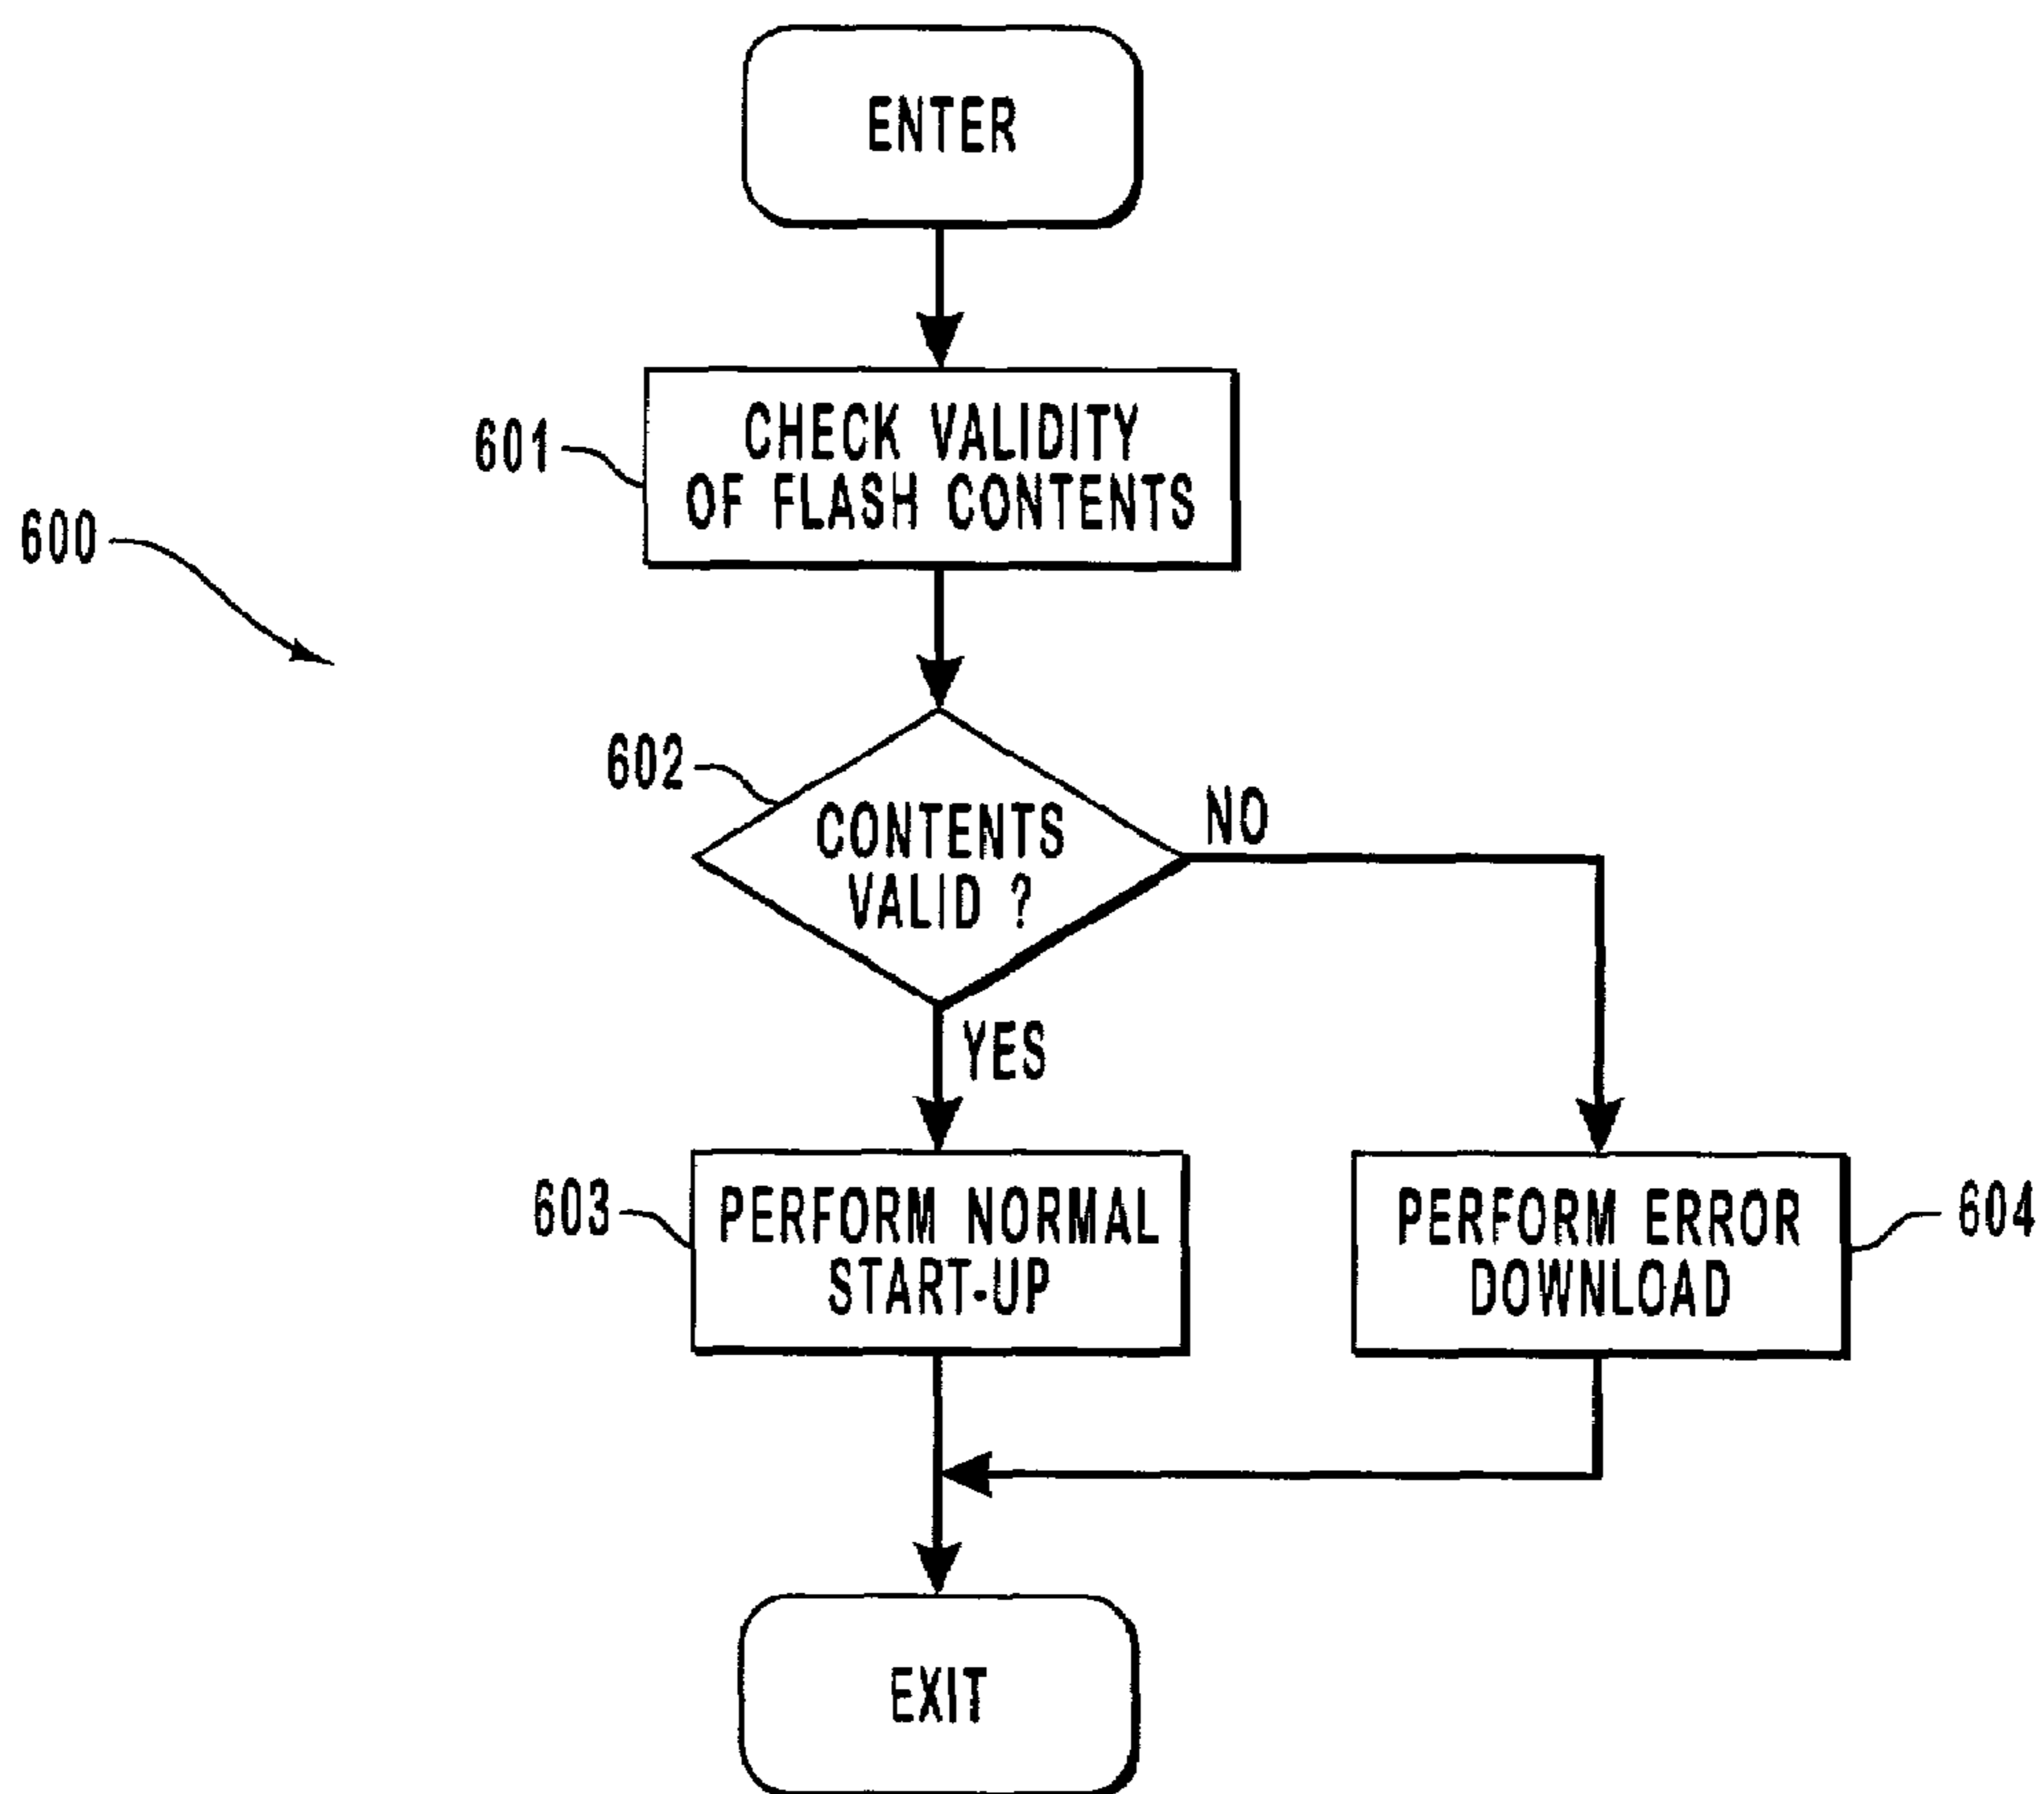 ENTER
601
CHECK VALIDITY
OF FLASH CONTENTS
600
602
CONTENTS
VALID ?
NO
YES
603
PERFORM NORMAL
START-UP
PERFORM ERROR
DOWNLOAD
604
EXIT